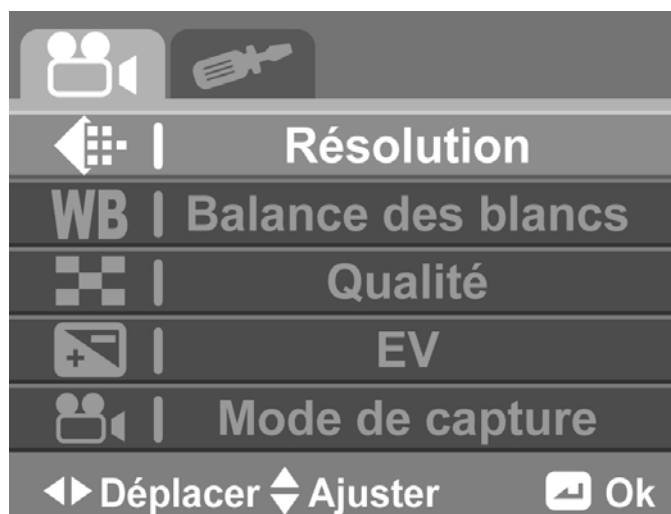 Résolution
WB Balance des blancs
Qualité
EV
Mode de capture
Déplacer Ajuster Ok